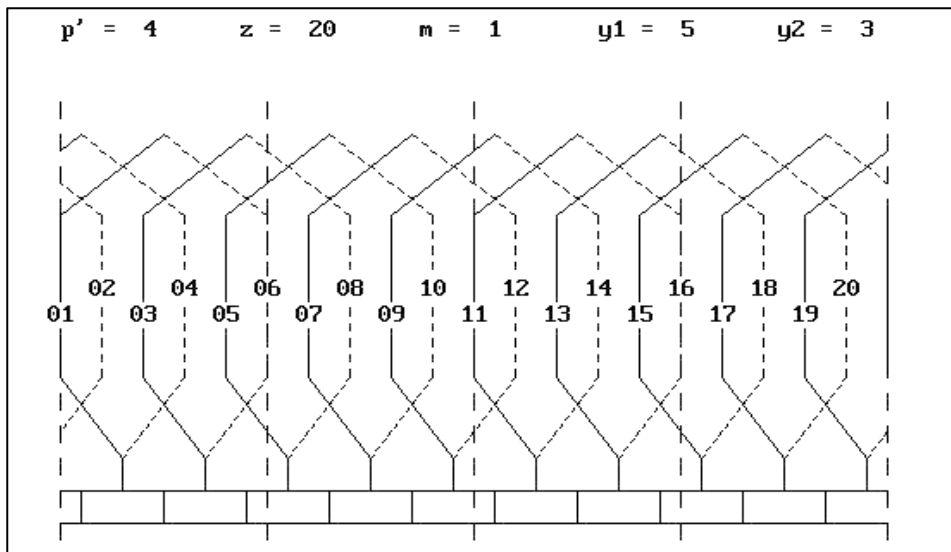 p' = 4 z = 20 m = 1 y1 = 5 y2 = 3
02 04 06 08 10 12 14 16 18 20
01 03 05 07 09 11 13 15 17 19